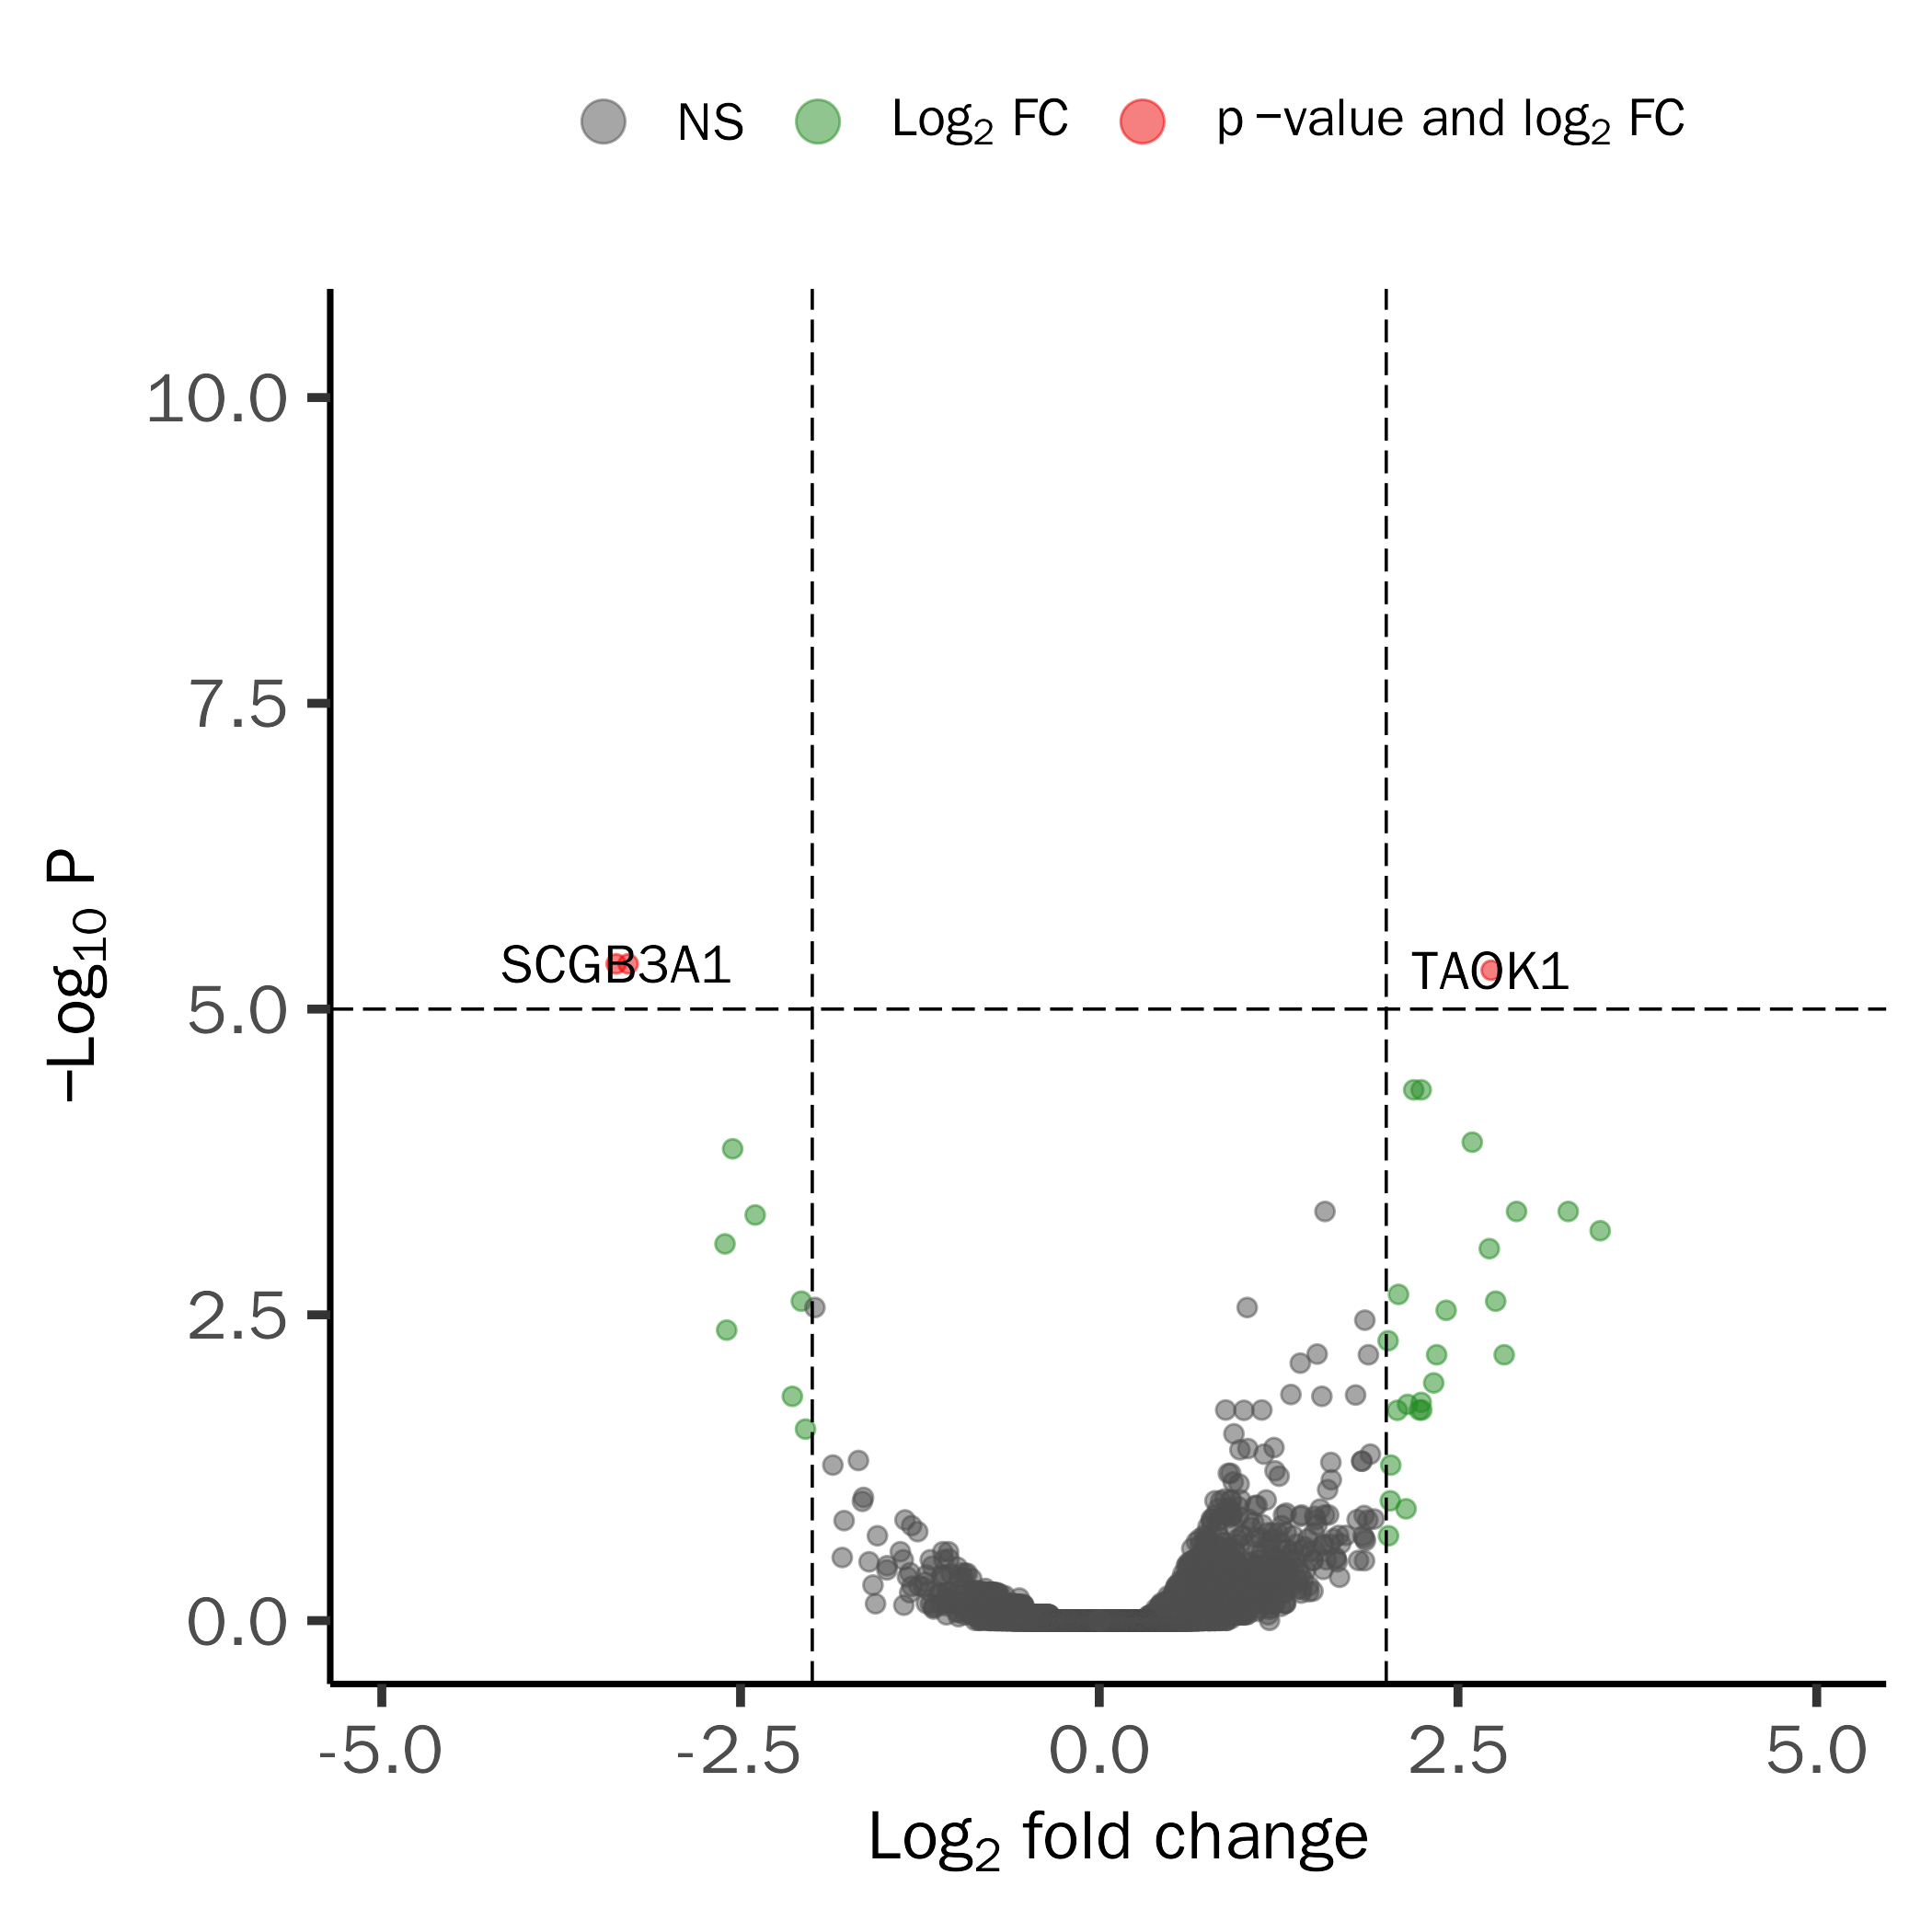 NS Log₂ FC p −value and log₂ FC
10.0
7.5
5.0
2.5
0.0
−Log₁₀ P
SCGB3A1
TAOK1
-5.0 -2.5 0.0 2.5 5.0
Log₂ fold change